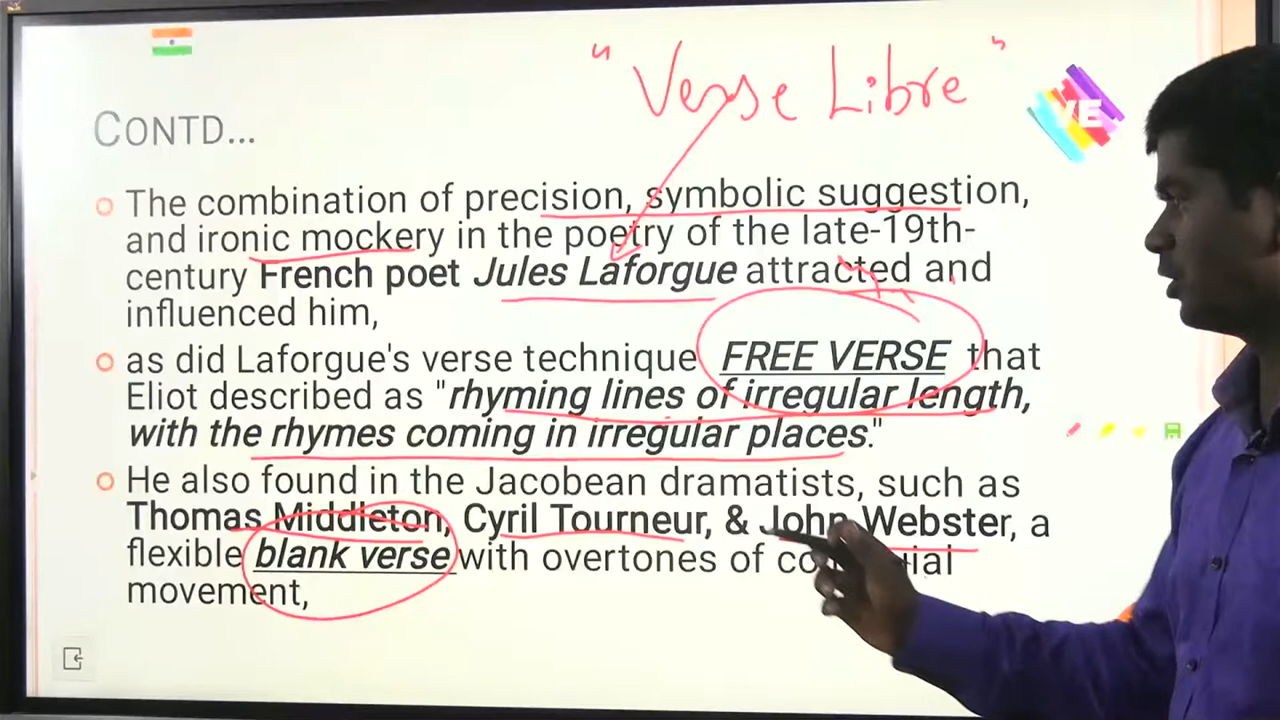 "Verse Libre"
VE
CONTD...
The combination of precision, symbolic suggestion,
and ironic mockery in the poetry of the late-19th-
century French poet Jules Laforgue attracted and
influenced him,
as did Laforgue's verse technique FREE VERSE that
Eliot described as "rhyming lines of irregular length,
with the rhymes coming in irregular places."
He also found in the Jacobean dramatists, such as
Thomas Middleton, Cyril Tourneur, & John Webster, a
flexible blank verse with overtones of
movement,